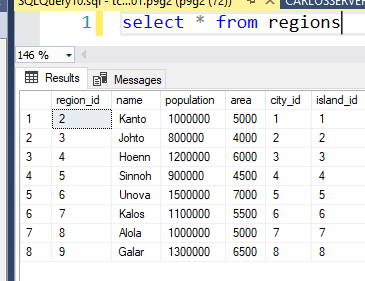 SQLQuery10.sql - tc...01.p9g2 (p9g2 (72)) CARLOSSERVER
1 select * from regions
146 %
Results Messages
region_id name population area city_id island_id
1 2 Kanto 1000000 5000 1 1
2 3 Johto 800000 4000 2 2
3 4 Hoenn 1200000 6000 3 3
4 5 Sinnoh 900000 4500 4 4
5 6 Unova 1500000 7000 5 5
6 7 Kalos 1100000 5500 6 6
7 8 Alola 1000000 5000 7 7
8 9 Galar 1300000 6500 8 8